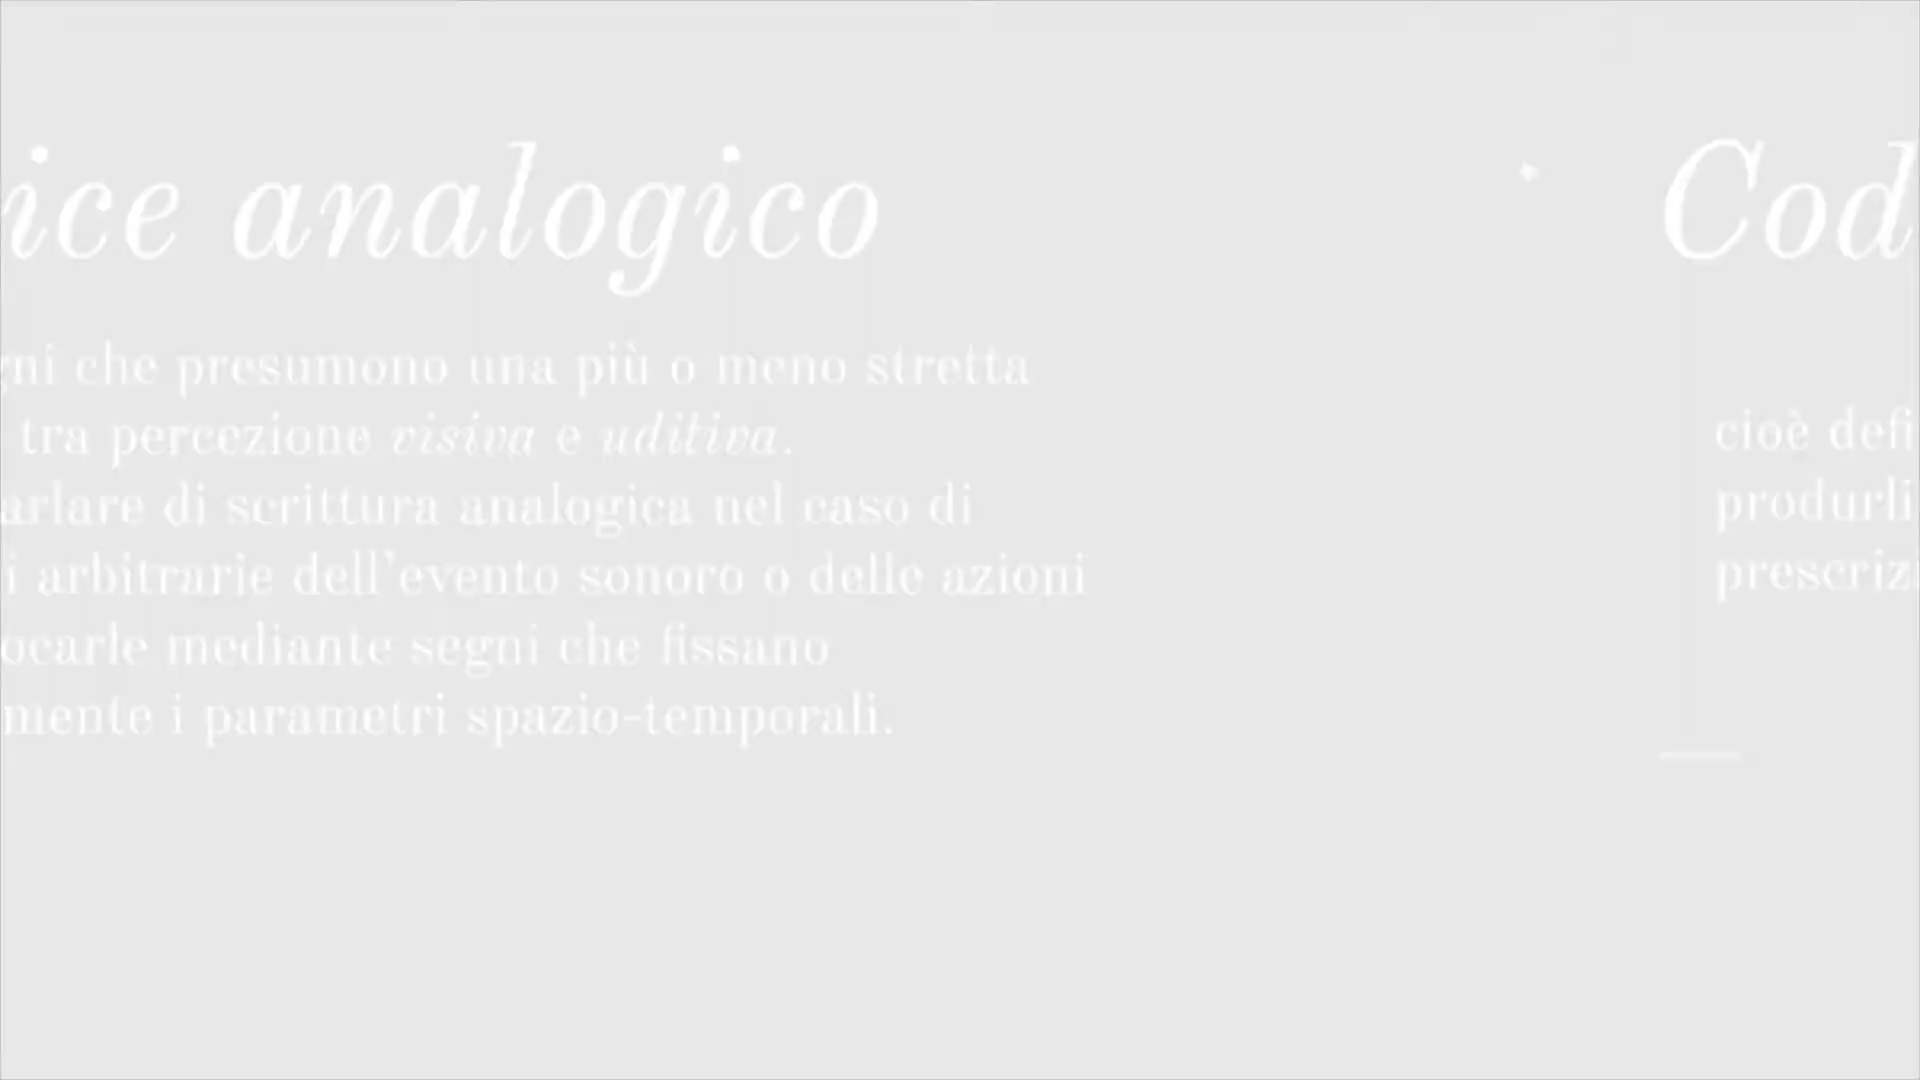 ice analogico
gni che presumono una più o meno stretta
tra percezione visiva e uditiva.
arlare di scrittura analogica nel caso di
i arbitrarie dell’evento sonoro o delle azioni
ocarle mediante segni che fissano
mente i parametri spazio-temporali.
Cod
cioè defi
produrli
prescrizi